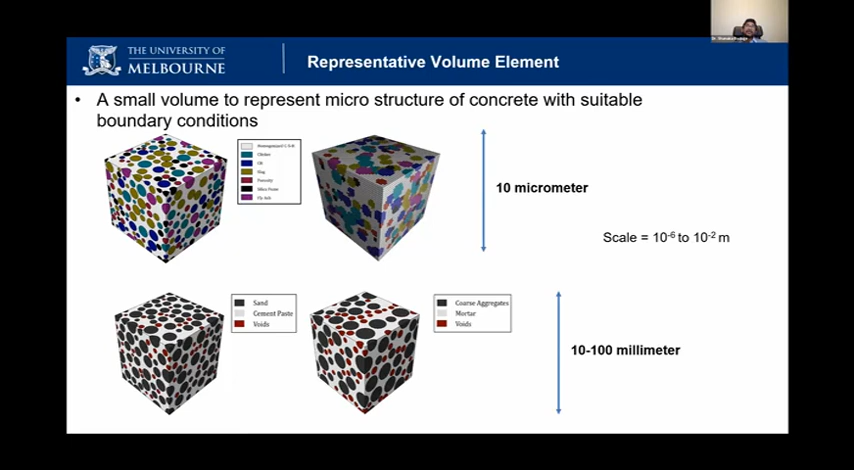 THE UNIVERSITY OF
MELBOURNE
Representative Volume Element
• A small volume to represent micro structure of concrete with suitable
boundary conditions
Homogenized C-S-H
Clinker
CH
Slag
Porosity
Silica Fume
Fly Ash
10 micrometer
Scale = 10⁻⁶ to 10⁻² m
Sand
Cement Paste
Voids
Coarse Aggregates
Mortar
Voids
10-100 millimeter